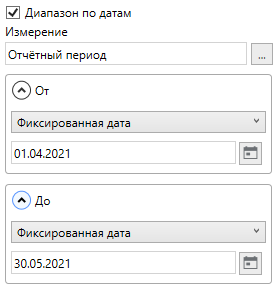 Диапазон по датам
Измерение
Отчётный период
...
От
Фиксированная дата
01.04.2021
До
Фиксированная дата
30.05.2021